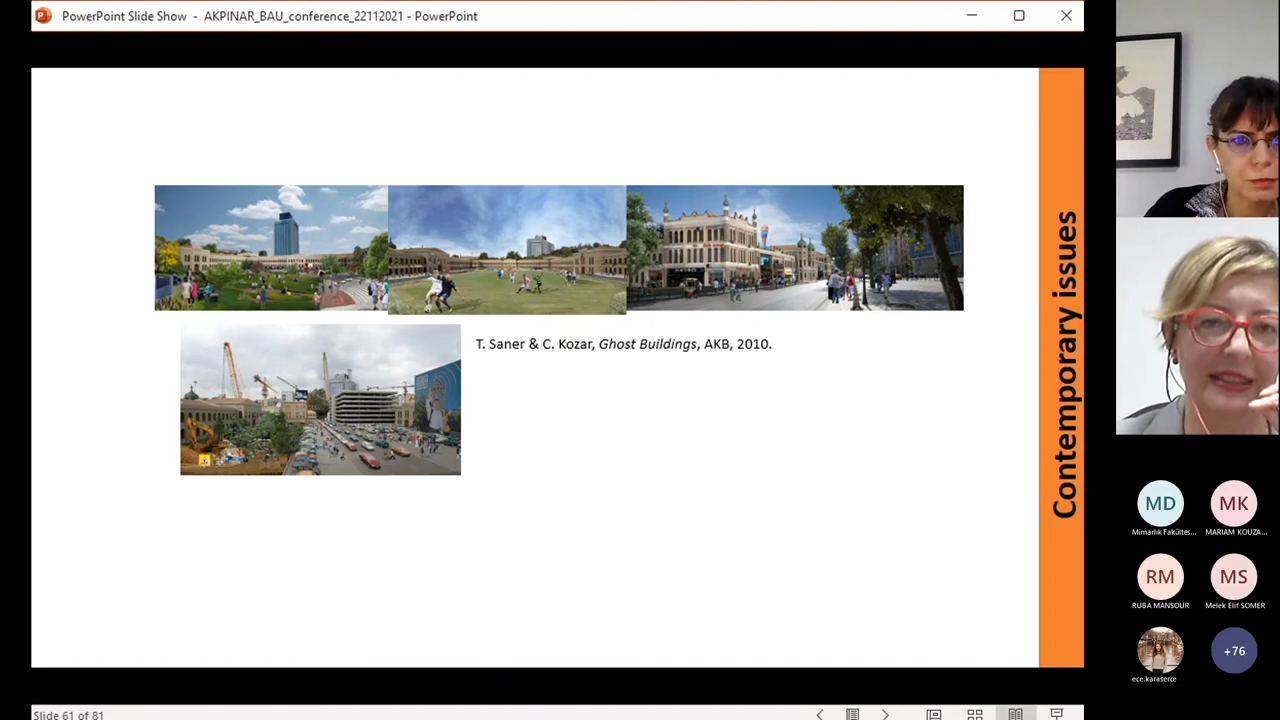 PowerPoint Slide Show - AKPINAR_BAU_conference_22112021 - PowerPoint
T. Saner & C. Kozar, Ghost Buildings, AKB, 2010.
Contemporary issues
MD
MK
Mimarlık Fakültes...
MARIAM KOUZA...
RM
MS
RUBA MANSOUR
Melek Elif SOMER
+76
ece.karaserce
Slide 61 of 81